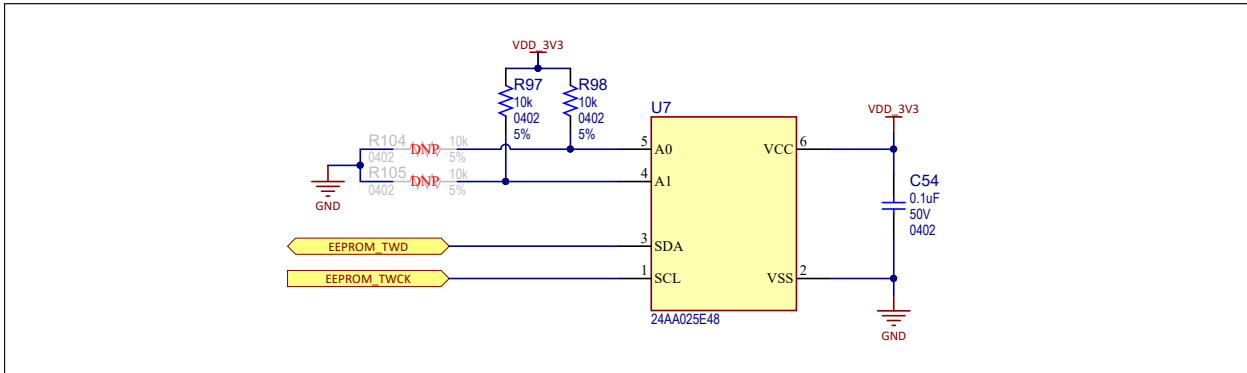 VDD_3V3
R97
10k
0402
5%
R98
10k
0402
5%
U7
VDD_3V3
R104
0402
DNP
10k
5%
5
A0
VCC
6
R105
0402
DNP
10k
5%
4
A1
C54
0.1uF
50V
0402
GND
EEPROM_TWD
3
SDA
EEPROM_TWCK
1
SCL
VSS
2
24AA025E48
GND